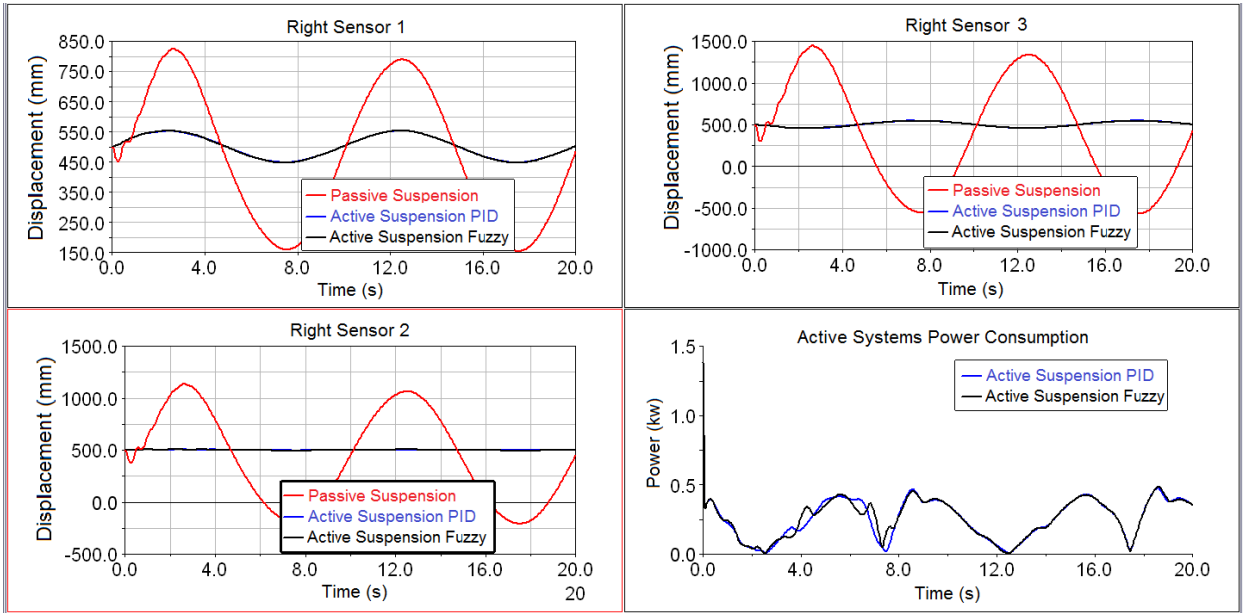 Right Sensor 1
850.0
750.0
650.0
550.0
450.0
350.0
250.0
150.0
Displacement (mm)
Passive Suspension
Active Suspension PID
Active Suspension Fuzzy
0.0 4.0 8.0 12.0 16.0 20.0
Time (s)
Right Sensor 3
1500.0
1000.0
500.0
0.0
-500.0
-1000.0
Displacement (mm)
Passive Suspension
Active Suspension PID
Active Suspension Fuzzy
0.0 4.0 8.0 12.0 16.0 20.0
Time (s)
Right Sensor 2
1500.0
1000.0
500.0
0.0
-500.0
Displacement (mm)
Passive Suspension
Active Suspension PID
Active Suspension Fuzzy
0.0 4.0 8.0 12.0 16.0 20.0
Time (s)
20
Active Systems Power Consumption
1.5
1.0
0.5
0.0
Power (kw)
Active Suspension PID
Active Suspension Fuzzy
0.0 4.0 8.0 12.0 16.0 20.0
Time (s)